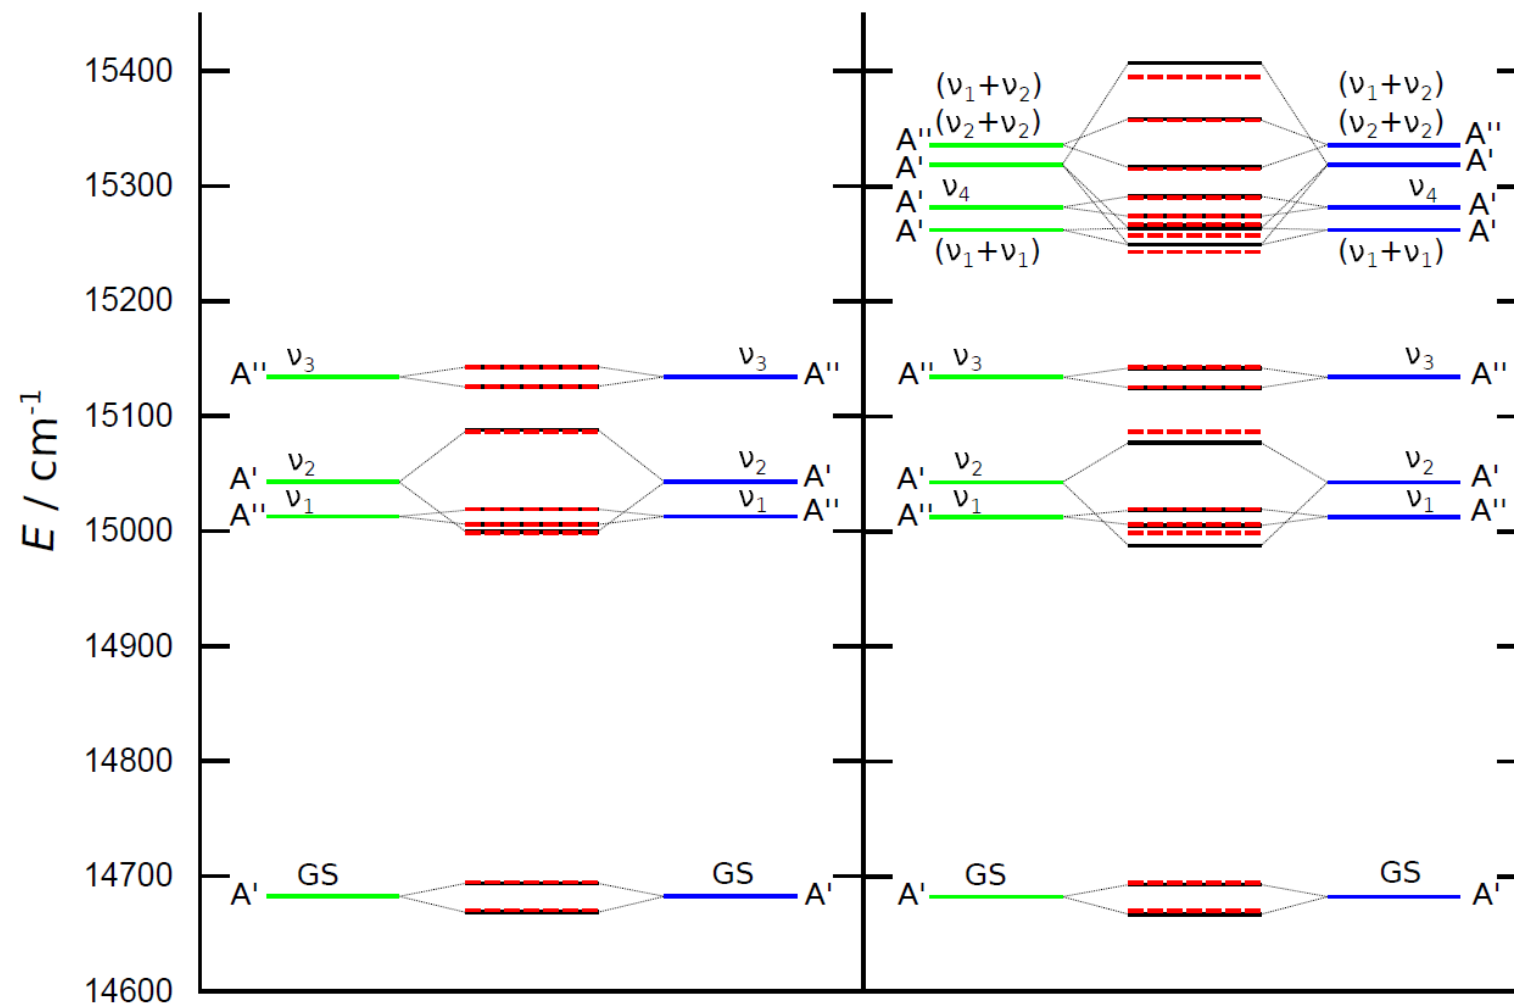 15400
(ν₁+ν₂) (ν₁+ν₂)
A'' (ν₂+ν₂) (ν₂+ν₂) A''
A' A'
15300
A' ν₄ ν₄ A'
A' A'
(ν₁+ν₁) (ν₁+ν₁)
15200
ν₃ ν₃ ν₃ ν₃
A'' A'' A'' A''
15100
E / cm⁻¹
ν₂ ν₂ ν₂ ν₂
A' A' A' A'
ν₁ ν₁ ν₁ ν₁
A'' A'' A'' A''
15000
14900
14800
14700
GS GS GS GS
A' A' A' A'
14600